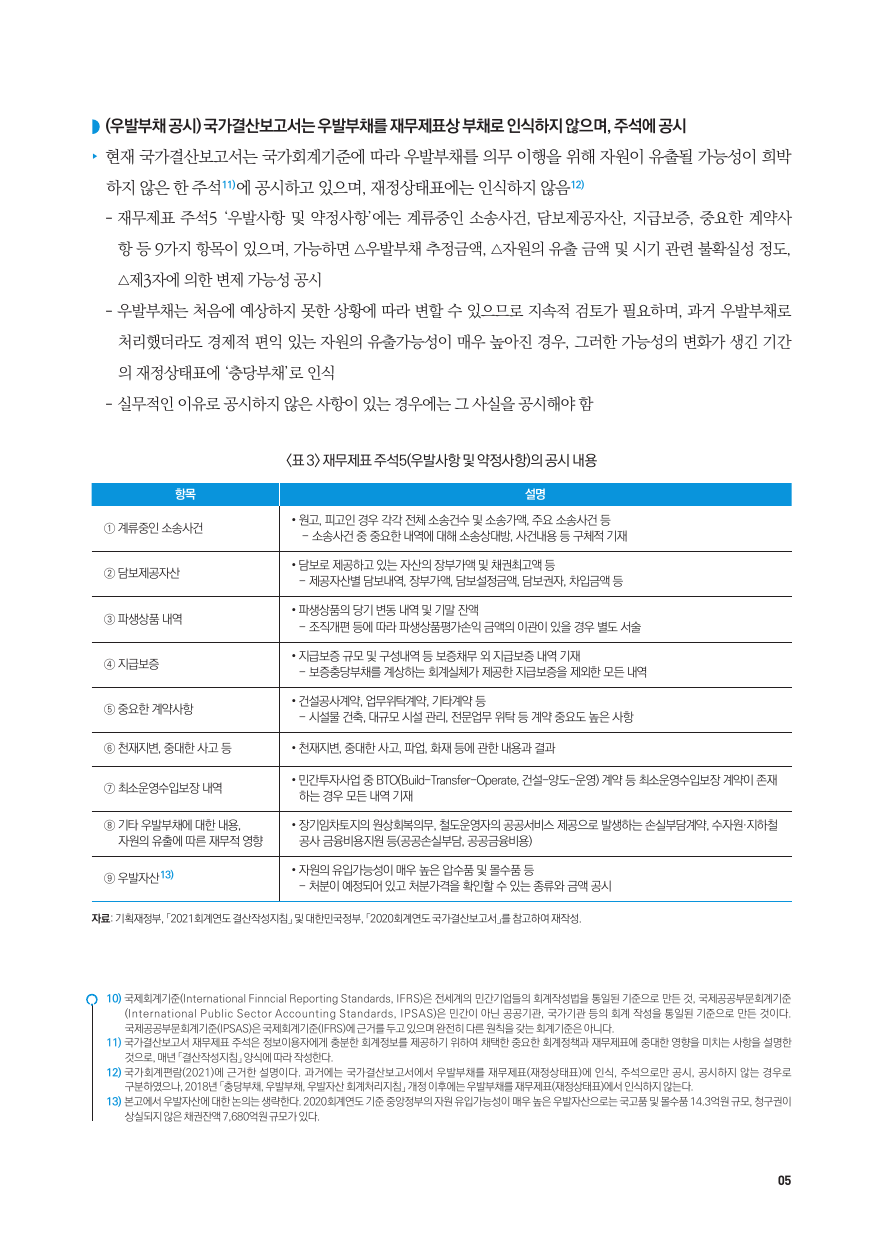 (우발부채 공시) 국가결산보고서는 우발부채를 재무제표상 부채로 인식하지 않으며, 주석에 공시
▸ 현재 국가결산보고서는 국가회계기준에 따라 우발부채를 의무 이행을 위해 자원이 유출될 가능성이 희박
하지 않은 한 주석11)에 공시하고 있으며, 재정상태표에는 인식하지 않음12)
- 재무제표 주석5 ‘우발사항 및 약정사항’에는 계류중인 소송사건, 담보제공자산, 지급보증, 중요한 계약사
항 등 9가지 항목이 있으며, 가능하면 △우발부채 추정금액, △자원의 유출 금액 및 시기 관련 불확실성 정도,
△제3자에 의한 변제 가능성 공시
- 우발부채는 처음에 예상하지 못한 상황에 따라 변할 수 있으므로 지속적 검토가 필요하며, 과거 우발부채로
처리했더라도 경제적 편익 있는 자원의 유출가능성이 매우 높아진 경우, 그러한 가능성의 변화가 생긴 기간
의 재정상태표에 ‘충당부채’로 인식
- 실무적인 이유로 공시하지 않은 사항이 있는 경우에는 그 사실을 공시해야 함
〈표 3〉 재무제표 주석5(우발사항 및 약정사항)의 공시 내용
항목 설명
① 계류중인 소송사건
• 원고, 피고인 경우 각각 전체 소송건수 및 소송가액, 주요 소송사건 등
- 소송사건 중 중요한 내역에 대해 소송상대방, 사건내용 등 구체적 기재
② 담보제공자산
• 담보로 제공하고 있는 자산의 장부가액 및 채권최고액 등
- 제공자산별 담보내역, 장부가액, 담보설정금액, 담보권자, 차입금액 등
③ 파생상품 내역
• 파생상품의 당기 변동 내역 및 기말 잔액
- 조직개편 등에 따라 파생상품평가손익 금액의 이관이 있을 경우 별도 서술
④ 지급보증
• 지급보증 규모 및 구성내역 등 보증채무 외 지급보증 내역 기재
- 보증충당부채를 계상하는 회계실체가 제공한 지급보증을 제외한 모든 내역
⑤ 중요한 계약사항
• 건설공사계약, 업무위탁계약, 기타계약 등
- 시설물 건축, 대규모 시설 관리, 전문업무 위탁 등 계약 중요도 높은 사항
⑥ 천재지변, 중대한 사고 등
• 천재지변, 중대한 사고, 파업, 화재 등에 관한 내용과 결과
⑦ 최소운영수입보장 내역
• 민간투자사업 중 BTO(Build-Transfer-Operate, 건설-양도-운영) 계약 등 최소운영수입보장 계약이 존재
하는 경우 모든 내역 기재
⑧ 기타 우발부채에 대한 내용,
자원의 유출에 따른 재무적 영향
• 장기임차토지의 원상회복의무, 철도운영자의 공공서비스 제공으로 발생하는 손실부담계약, 수자원·지하철
공사 금융비용지원 등(공공손실부담, 공공금융비용)
⑨ 우발자산13)
• 자원의 유입가능성이 매우 높은 압수품 및 몰수품 등
- 처분이 예정되어 있고 처분가격을 확인할 수 있는 종류와 금액 공시
자료: 기획재정부, 「2021회계연도 결산작성지침」 및 대한민국정부, 「2020회계연도 국가결산보고서」를 참고하여 재작성.
10) 국제회계기준(International Finncial Reporting Standards, IFRS)은 전세계의 민간기업들의 회계작성법을 통일된 기준으로 만든 것, 국제공공부문회계기준
(International Public Sector Accounting Standards, IPSAS)은 민간이 아닌 공공기관, 국가기관 등의 회계 작성을 통일된 기준으로 만든 것이다.
국제공공부문회계기준(IPSAS)은 국제회계기준(IFRS)에 근거를 두고 있으며 완전히 다른 원칙을 갖는 회계기준은 아니다.
11) 국가결산보고서 재무제표 주석은 정보이용자에게 충분한 회계정보를 제공하기 위하여 채택한 중요한 회계정책과 재무제표에 중대한 영향을 미치는 사항을 설명한
것으로, 매년 「결산작성지침」 양식에 따라 작성한다.
12) 국가회계편람(2021)에 근거한 설명이다. 과거에는 국가결산보고서에서 우발부채를 재무제표(재정상태표)에 인식, 주석으로만 공시, 공시하지 않는 경우로
구분하였으나, 2018년 「충당부채, 우발부채, 우발자산 회계처리지침」 개정 이후에는 우발부채를 재무제표(재정상태표)에서 인식하지 않는다.
13) 본고에서 우발자산에 대한 논의는 생략한다. 2020회계연도 기준 중앙정부의 자원 유입가능성이 매우 높은 우발자산으로는 국고품 및 몰수품 14.3억원 규모, 청구권이
상실되지 않은 채권잔액 7,680억원 규모가 있다.
05